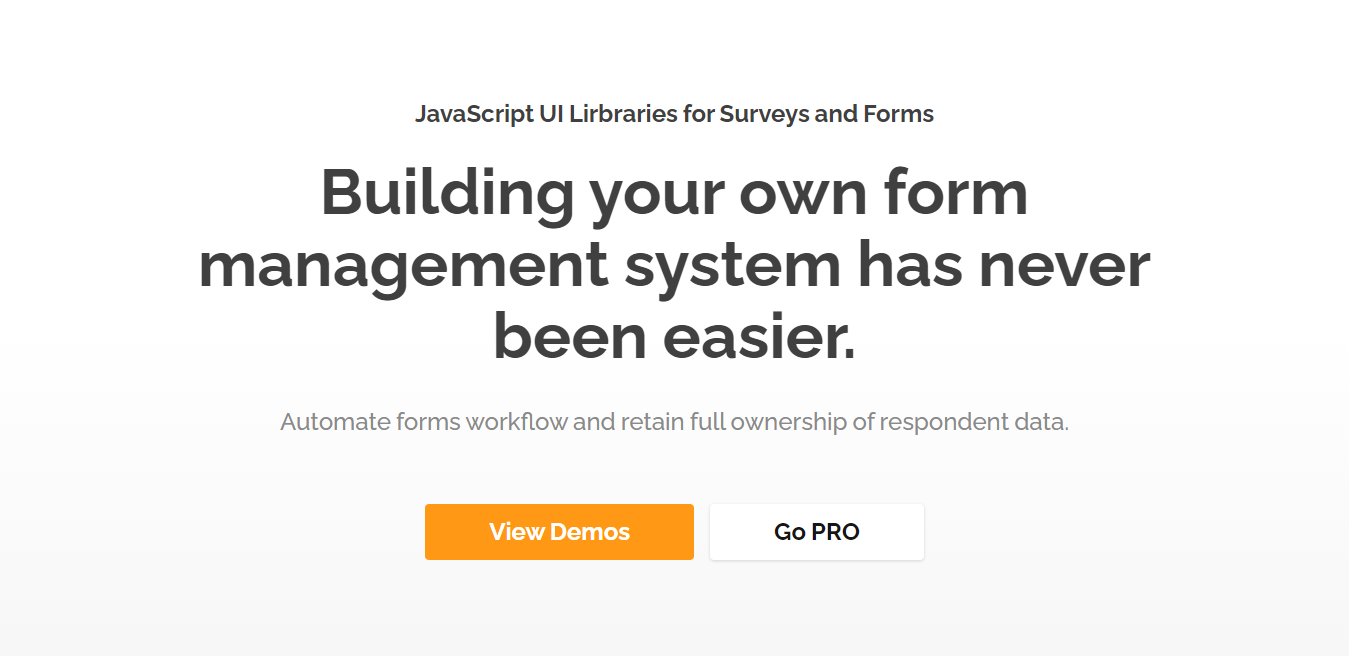 JavaScript UI Lirbraries for Surveys and Forms
Building your own form
management system has never
been easier.
Automate forms workflow and retain full ownership of respondent data.
View Demos
Go PRO